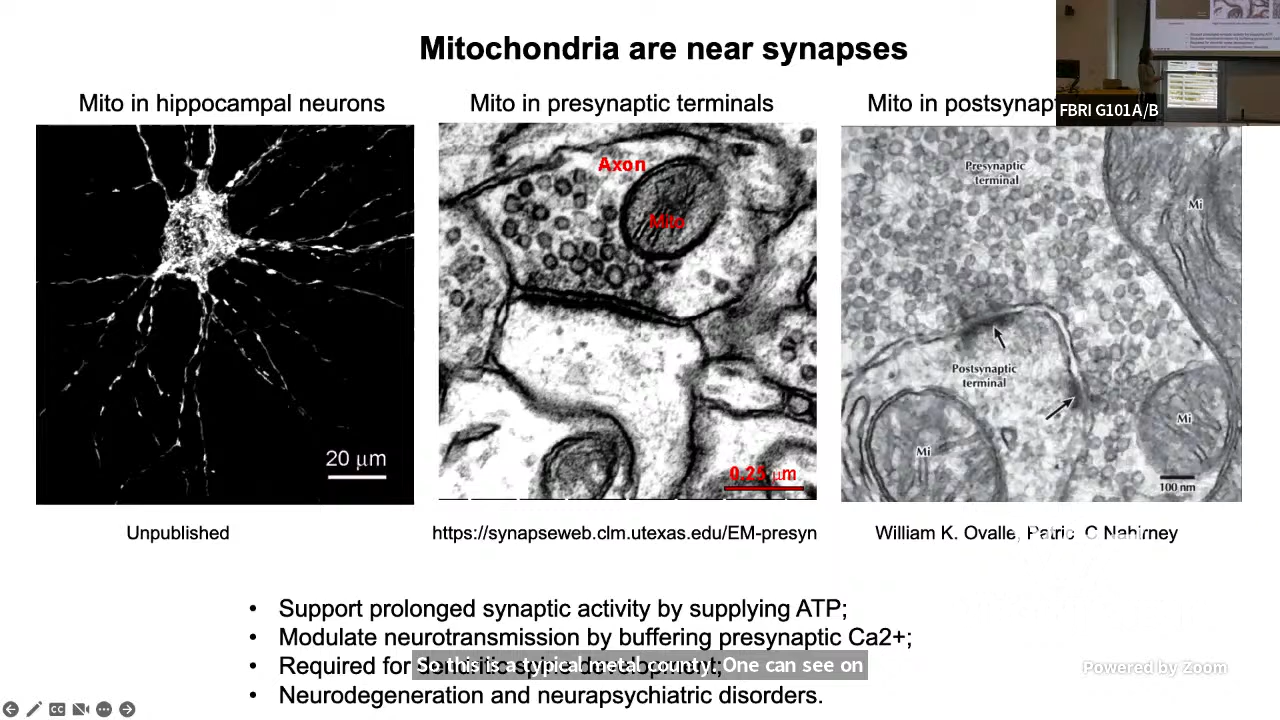 Mitochondria are near synapses
Mito in hippocampal neurons
Mito in presynaptic terminals
Mito in postsynap
FBRI G101A/B
20 μm
Axon
Mito
0.25 μm
Presynaptic
terminal
Mi
Postsynaptic
terminal
Mi
Mi
100 nm
Unpublished
https://synapseweb.clm.utexas.edu/EM-presyn
William K. Ovalle, Patric C Nahirney
• Support prolonged synaptic activity by supplying ATP;
• Modulate neurotransmission by buffering presynaptic Ca2+;
• Required for dendritic spine development;
So this is a typical metal county. One can see on
• Neurodegeneration and neurapsychiatric disorders.
Powered by Zoom
CC